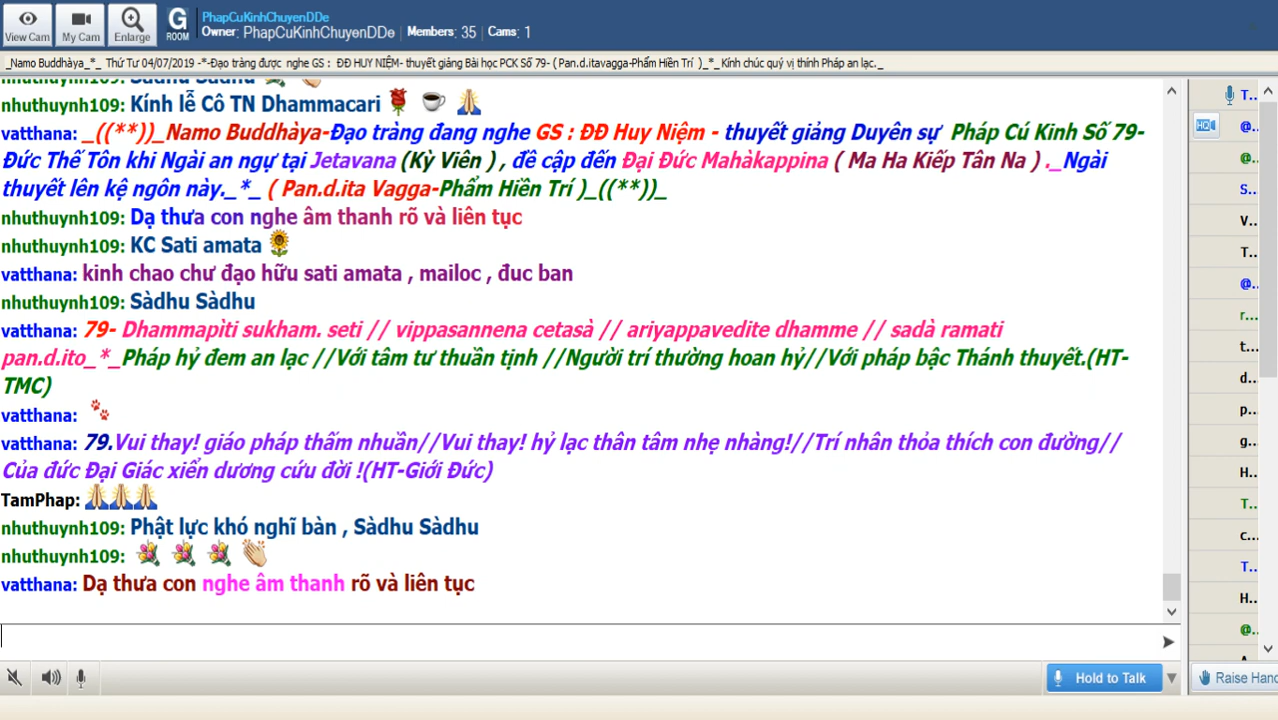 View Cam
My Cam
Enlarge
G
ROOM
PhapCuKinhChuyenDDe
Owner: PhapCuKinhChuyenDDe Members: 35 Cams: 1
_Namo Buddhàya_*_ Thứ Tư 04/07/2019 -*-Đạo tràng được nghe GS : ĐĐ HUY NIỆM- thuyết giảng Bài học PCK Số 79- ( Pan.d.itavagga-Phẩm Hiền Trí )_*_Kính chúc quý vị thính Pháp an lạc._
nhuthuynh109: Sàdhu Sàdhu
nhuthuynh109: Kính lễ Cô TN Dhammacari
vatthana: _((**))_Namo Buddhàya-Đạo tràng đang nghe GS : ĐĐ Huy Niệm - thuyết giảng Duyên sự Pháp Cú Kinh Số 79-
Đức Thế Tôn khi Ngài an ngự tại Jetavana (Kỳ Viên ) , đề cập đến Đại Đức Mahàkappina ( Ma Ha Kiếp Tân Na ) ._Ngài
thuyết lên kệ ngôn này._*_ ( Pan.d.ita Vagga-Phẩm Hiền Trí )_((**))_
nhuthuynh109: Dạ thưa con nghe âm thanh rõ và liên tục
nhuthuynh109: KC Sati amata
vatthana: kinh chao chư đạo hữu sati amata , mailoc , đuc ban
nhuthuynh109: Sàdhu Sàdhu
vatthana: 79- Dhammapìti sukham. seti // vippasannena cetasà // ariyappavedite dhamme // sadà ramati
pan.d.ito_*_Pháp hỷ đem an lạc //Với tâm tư thuần tịnh //Người trí thường hoan hỷ//Với pháp bậc Thánh thuyết.(HT-
TMC)
vatthana:
vatthana: 79.Vui thay! giáo pháp thấm nhuần//Vui thay! hỷ lạc thân tâm nhẹ nhàng!//Trí nhân thỏa thích con đường//
Của đức Đại Giác xiển dương cứu đời !(HT-Giới Đức)
TamPhap:
nhuthuynh109: Phật lực khó nghĩ bàn , Sàdhu Sàdhu
nhuthuynh109:
vatthana: Dạ thưa con nghe âm thanh rõ và liên tục
T..
HD
@..
@..
S..
V..
T..
@..
r..
t..
d..
p..
g..
H..
T..
c..
T..
H..
@..
Hold to Talk
Raise Hand